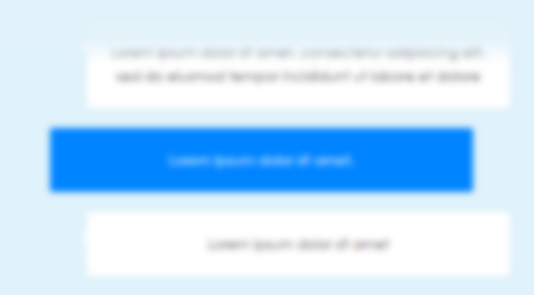 Lorem ipsum dolor sit amet, consectetur adipiscing elit,
sed do eiusmod tempor incididunt ut labore et dolore
Lorem ipsum dolor sit amet.
Lorem ipsum dolor sit amet